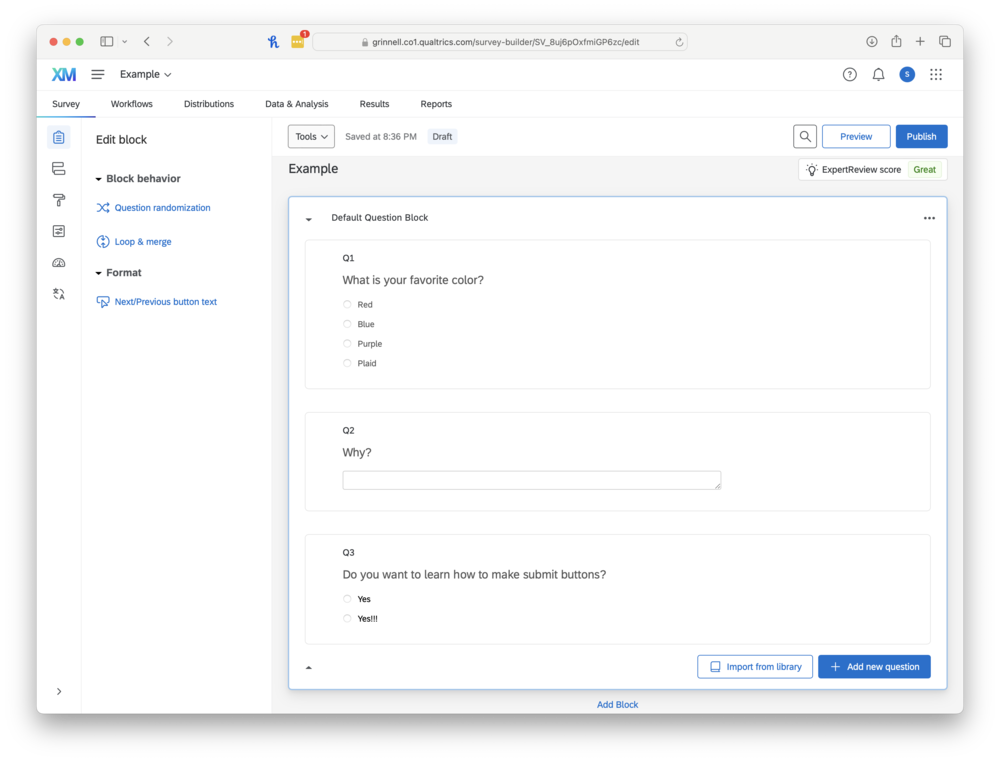 1
grinnell.co1.qualtrics.com/survey-builder/SV_8uj6pOxfmiGP6zc/edit
XM
Example
?
S
Survey
Workflows
Distributions
Data & Analysis
Results
Reports
Edit block
Block behavior
Question randomization
Loop & merge
Format
Next/Previous button text
Tools
Saved at 8:36 PM
Draft
Preview
Publish
Example
ExpertReview score
Great
Default Question Block
Q1
What is your favorite color?
Red
Blue
Purple
Plaid
Q2
Why?
Q3
Do you want to learn how to make submit buttons?
Yes
Yes!!!
Import from library
Add new question
Add Block